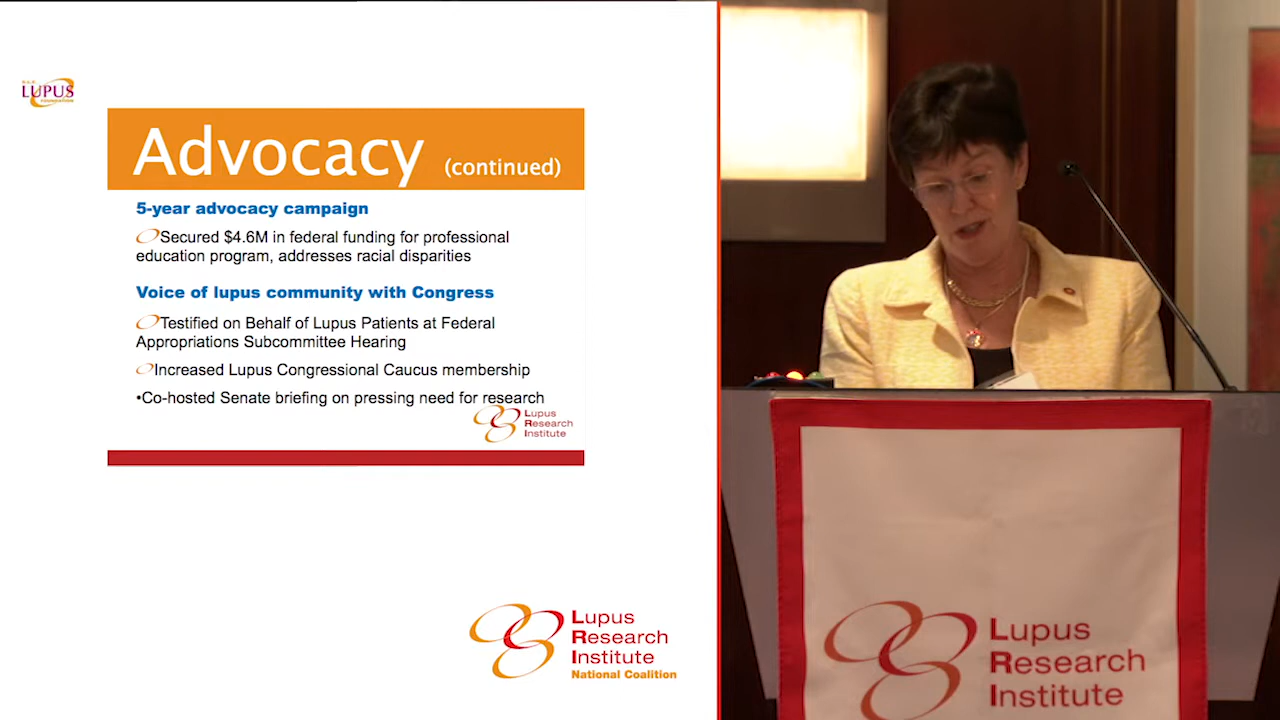 S.L.E.
LUPUS
FOUNDATION
Advocacy (continued)
5-year advocacy campaign
Secured $4.6M in federal funding for professional
education program, addresses racial disparities
Voice of lupus community with Congress
Testified on Behalf of Lupus Patients at Federal
Appropriations Subcommittee Hearing
Increased Lupus Congressional Caucus membership
•Co-hosted Senate briefing on pressing need for research
Lupus
Research
Institute
Lupus
Research
Institute
National Coalition
Lupus
Research
Institute